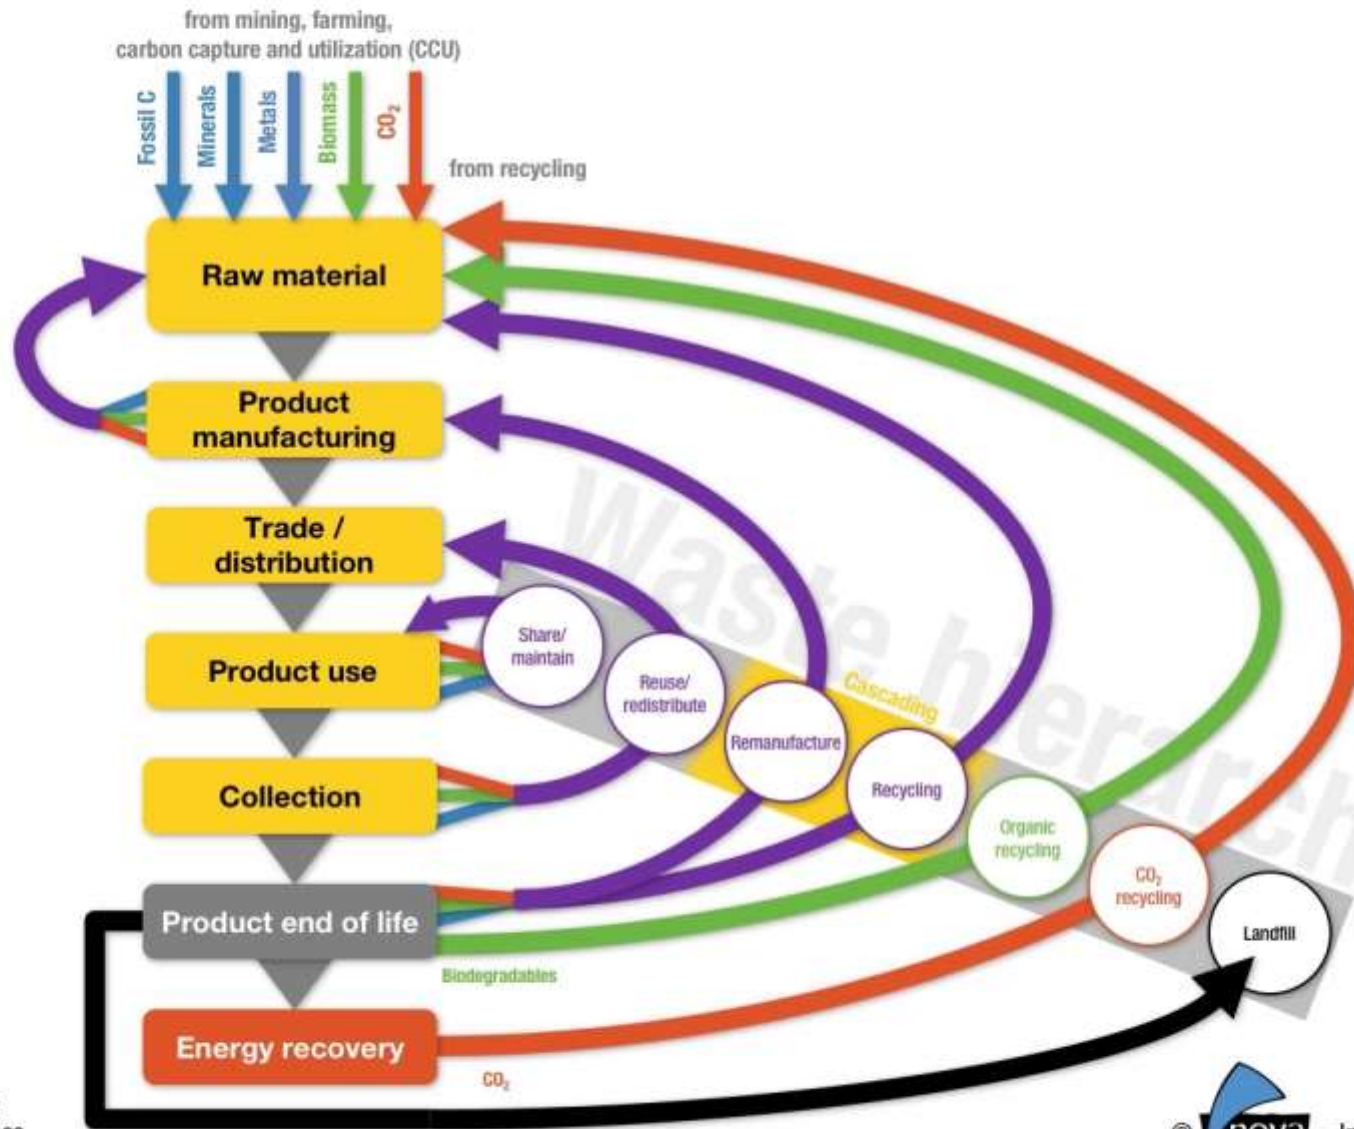 from mining, farming,
carbon capture and utilization (CCU)
Fossil C
Minerals
Metals
Biomass
CO₂
from recycling
Raw material
Product
manufacturing
Trade /
distribution
Product use
Collection
Product end of life
Energy recovery
Share/
maintain
Reuse/
redistribute
Remanufacture
Cascading
Recycling
Organic
recycling
CO₂
recycling
Landfill
Waste hierarch
Biodegradables
CO₂
©